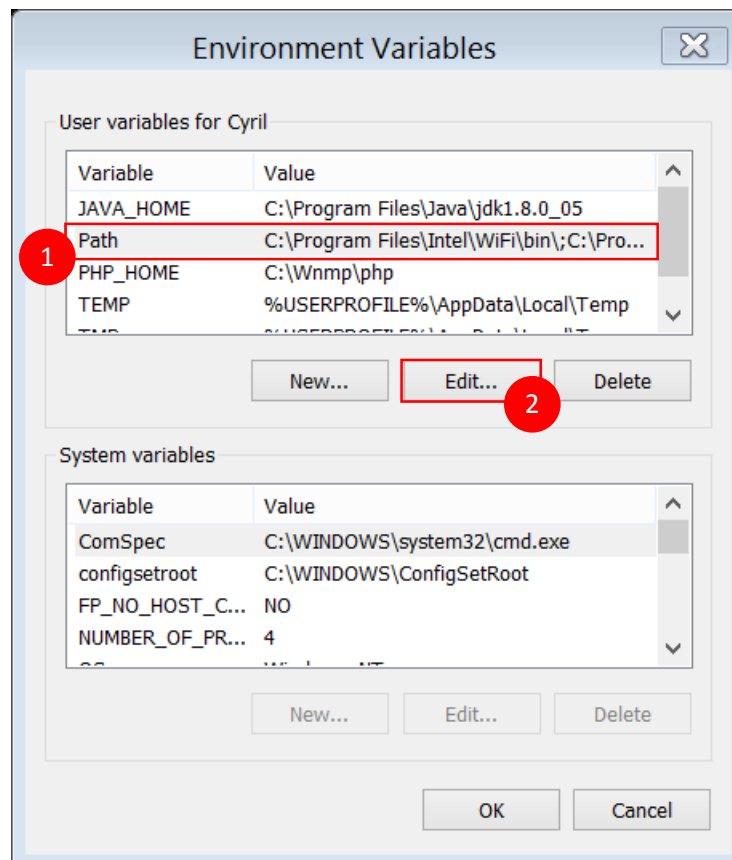 Environment Variables
User variables for Cyril
Variable Value
JAVA_HOME C:\Program Files\Java\jdk1.8.0_05
1 Path C:\Program Files\Intel\WiFi\bin\;C:\Pro...
PHP_HOME C:\Wnmp\php
TEMP %USERPROFILE%\AppData\Local\Temp
New... Edit... Delete
2
System variables
Variable Value
ComSpec C:\WINDOWS\system32\cmd.exe
configsetroot C:\WINDOWS\ConfigSetRoot
FP_NO_HOST_C... NO
NUMBER_OF_PR... 4
New... Edit... Delete
OK Cancel